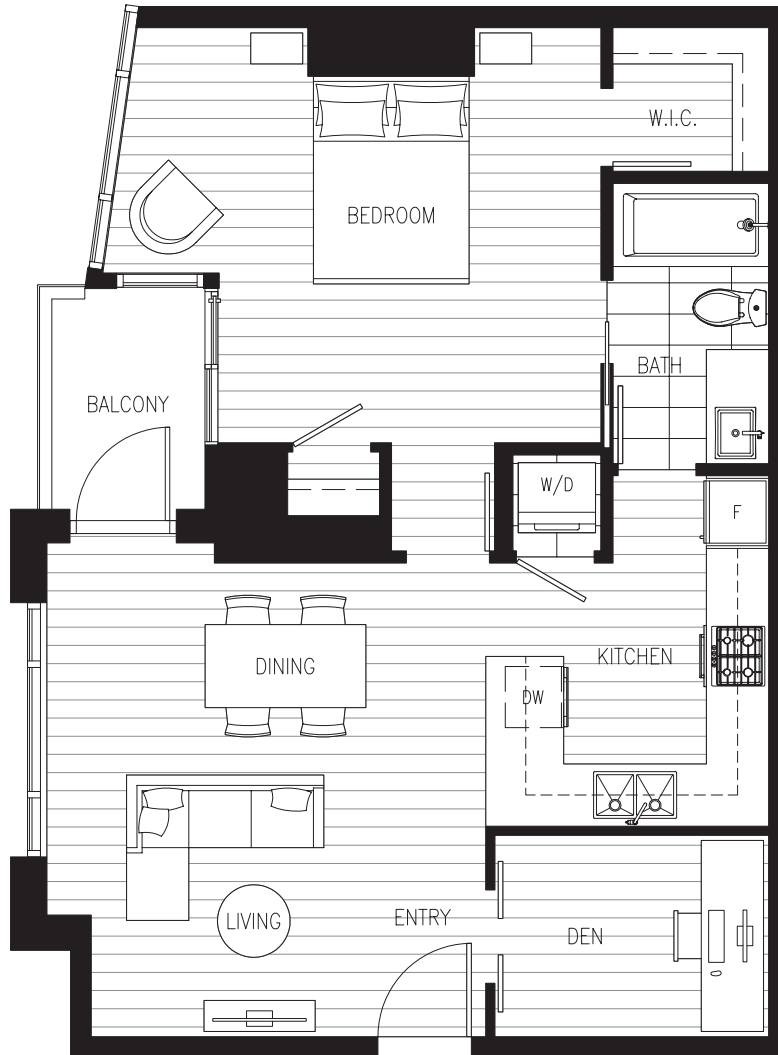 W.I.C.
BEDROOM
BATH
BALCONY
W/D
F
KITCHEN
DINING
DW
LIVING
ENTRY
DEN